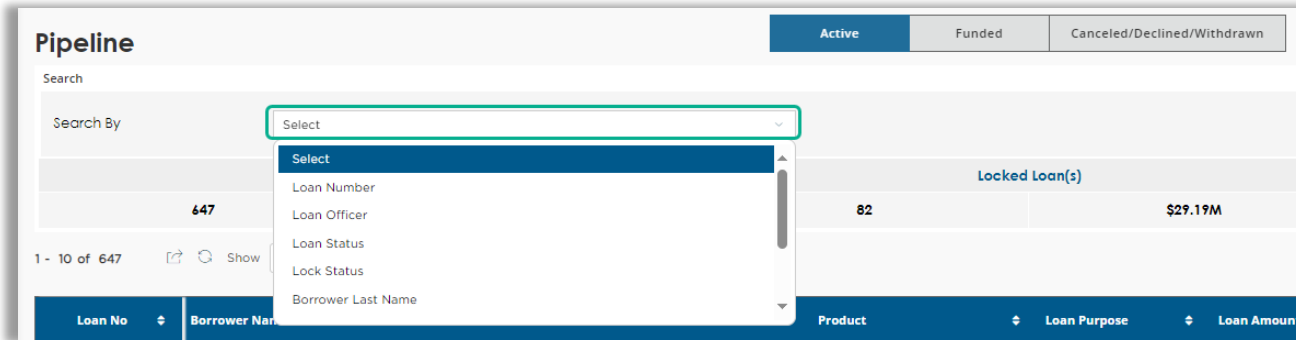 Pipeline
Active Funded Canceled/Declined/Withdrawn
Search
Search By Select
Select
Loan Number
Loan Officer
Loan Status
Lock Status
Borrower Last Name
Locked Loan(s)
647 82 $29.19M
1 - 10 of 647 Show
Loan No Borrower Product Loan Purpose Loan